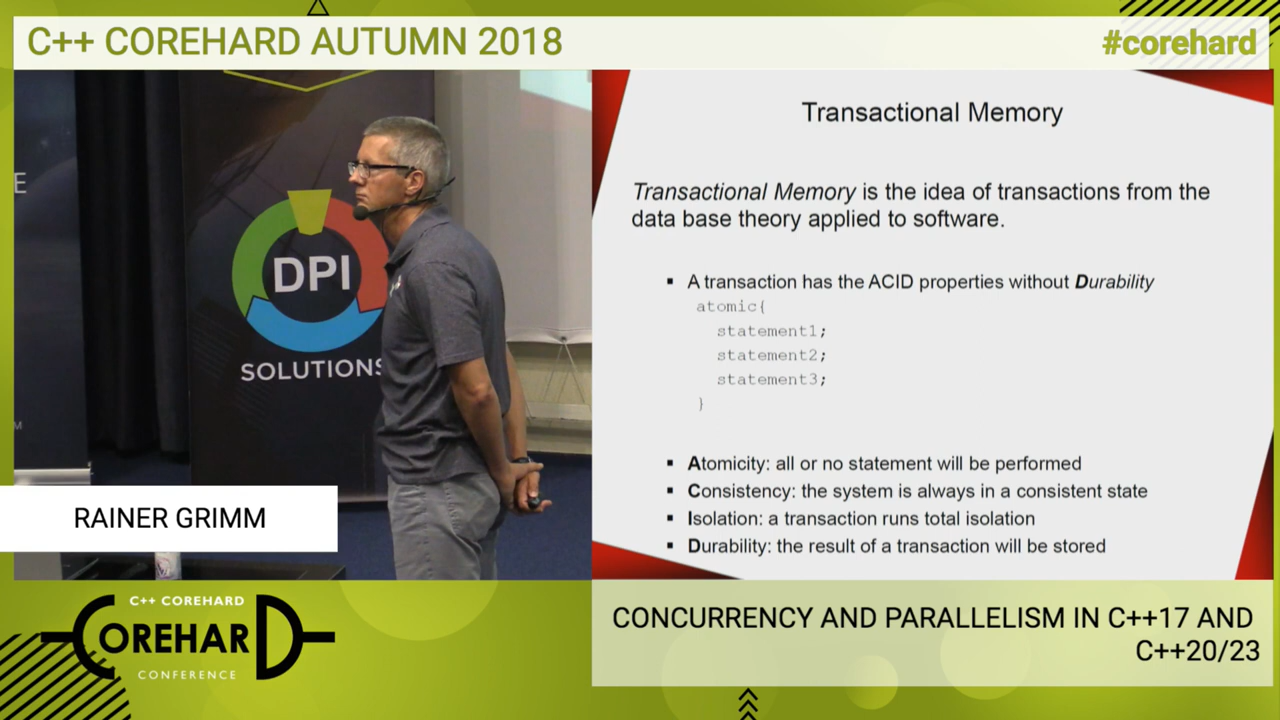 C++ COREHARD AUTUMN 2018
#corehard
E
DPI
SOLUTIONS
M
RAINER GRIMM
Transactional Memory
Transactional Memory is the idea of transactions from the
data base theory applied to software.
▪ A transaction has the ACID properties without Durability
atomic{
statement1;
statement2;
statement3;
}
▪ Atomicity: all or no statement will be performed
▪ Consistency: the system is always in a consistent state
▪ Isolation: a transaction runs total isolation
▪ Durability: the result of a transaction will be stored
C++ COREHARD
COREHARD
CONFERENCE
CONCURRENCY AND PARALLELISM IN C++17 AND
C++20/23